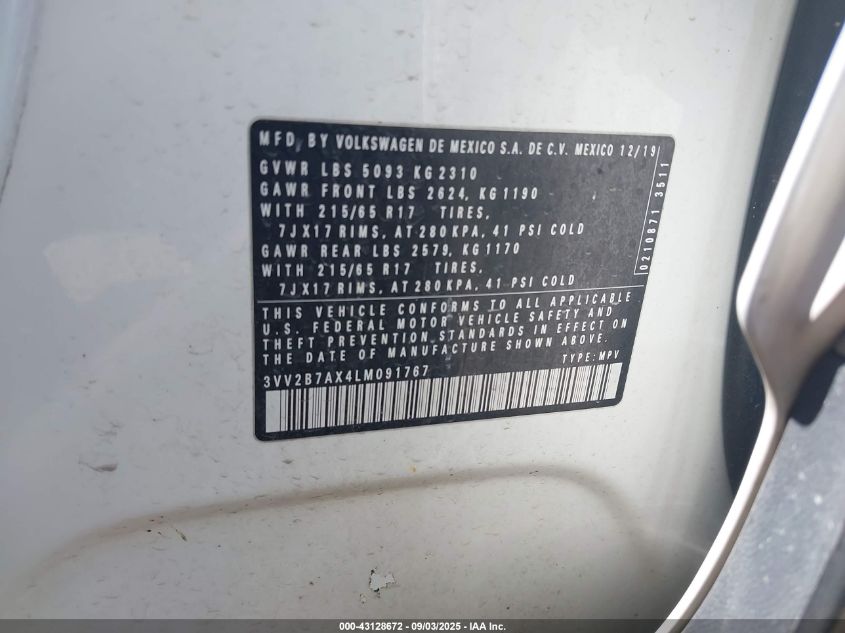 MFD. BY VOLKSWAGEN DE MEXICO S.A. DE C.V. MEXICO 12/19
GVWR LBS 5093 KG 2310
GAWR FRONT LBS 2624, KG 1190
WITH 215/65 R17 TIRES,
7JX17 RIMS, AT 280 KPA, 41 PSI COLD
GAWR REAR LBS 2579, KG 1170
WITH 215/65 R17 TIRES,
7JX17 RIMS, AT 280 KPA, 41 PSI COLD
0210871 3511
THIS VEHICLE CONFORMS TO ALL APPLICABLE
U.S. FEDERAL MOTOR VEHICLE SAFETY AND
THEFT PREVENTION STANDARDS IN EFFECT ON
THE DATE OF MANUFACTURE SHOWN ABOVE.
3VV2B7AX4LM091767 TYPE: MPV
000-43128672 - 09/03/2025 - IAA Inc.